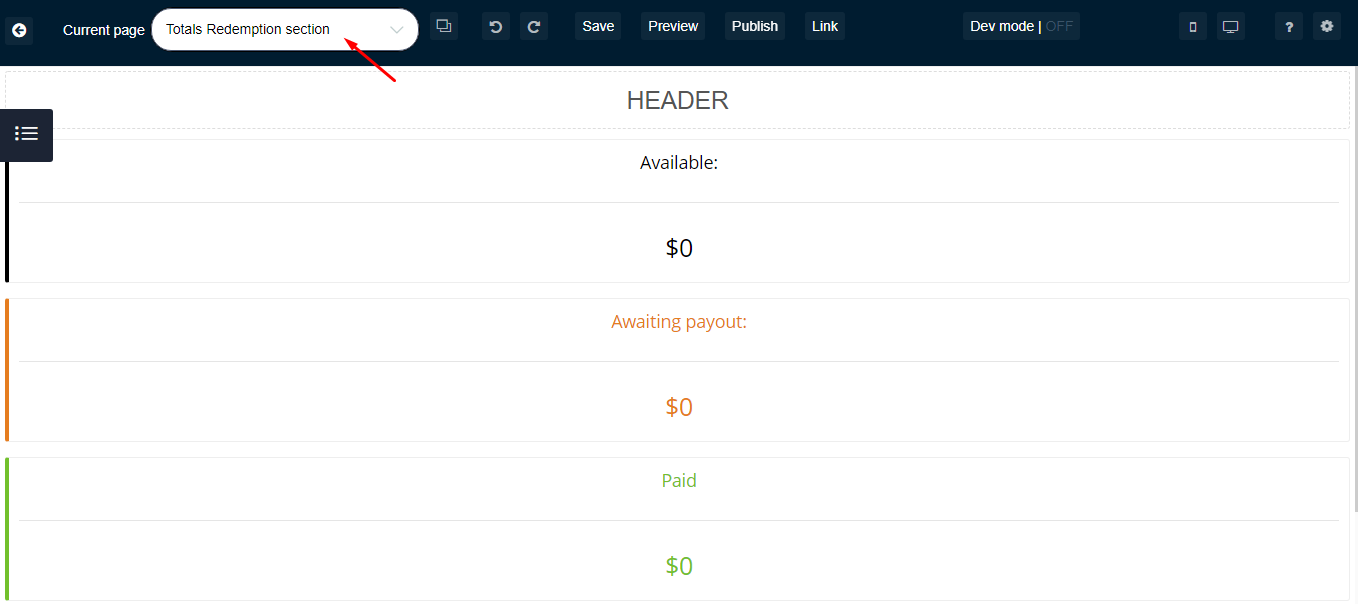 Current page Totals Redemption section Save Preview Publish Link Dev mode | OFF ?
HEADER
Available:
$0
Awaiting payout:
$0
Paid
$0